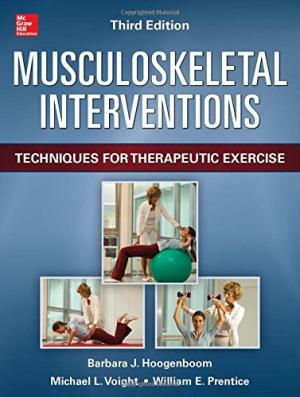 Mc
Graw
Hill
Education
Third Edition
MUSCULOSKELETAL
INTERVENTIONS
TECHNIQUES FOR THERAPEUTIC EXERCISE
Barbara J. Hoogenboom
Michael L. Voight • William E. Prentice